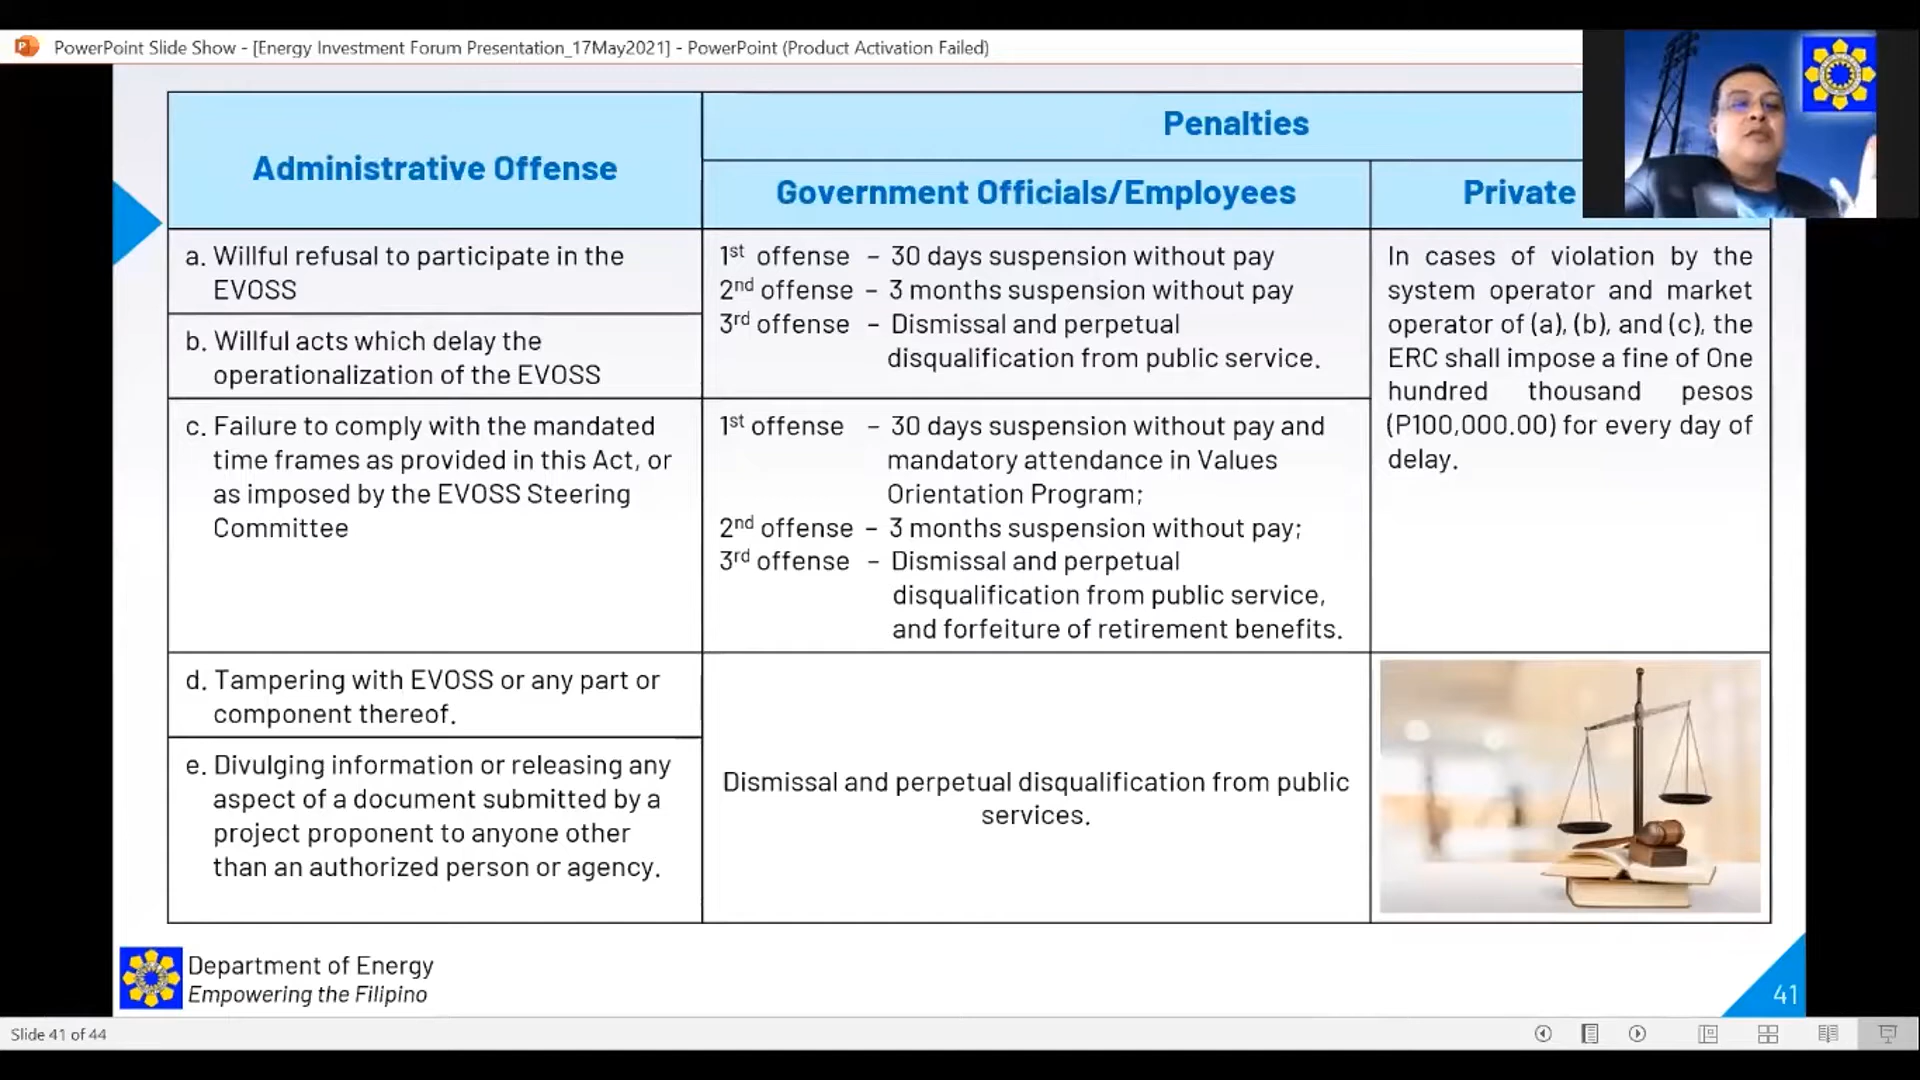 PowerPoint Slide Show - [Energy Investment Forum Presentation_17May2021] - PowerPoint (Product Activation Failed)
Administrative Offense
Penalties
Government Officials/Employees
Private
a. Willful refusal to participate in the
EVOSS
b. Willful acts which delay the
operationalization of the EVOSS
1st offense – 30 days suspension without pay
2nd offense – 3 months suspension without pay
3rd offense – Dismissal and perpetual
disqualification from public service.
In cases of violation by the
system operator and market
operator of (a), (b), and (c), the
ERC shall impose a fine of One
hundred thousand pesos
(P100,000.00) for every day of
delay.
c. Failure to comply with the mandated
time frames as provided in this Act, or
as imposed by the EVOSS Steering
Committee
1st offense – 30 days suspension without pay and
mandatory attendance in Values
Orientation Program;
2nd offense – 3 months suspension without pay;
3rd offense – Dismissal and perpetual
disqualification from public service,
and forfeiture of retirement benefits.
d. Tampering with EVOSS or any part or
component thereof.
e. Divulging information or releasing any
aspect of a document submitted by a
project proponent to anyone other
than an authorized person or agency.
Dismissal and perpetual disqualification from public
services.
Department of Energy
Empowering the Filipino
41
Slide 41 of 44